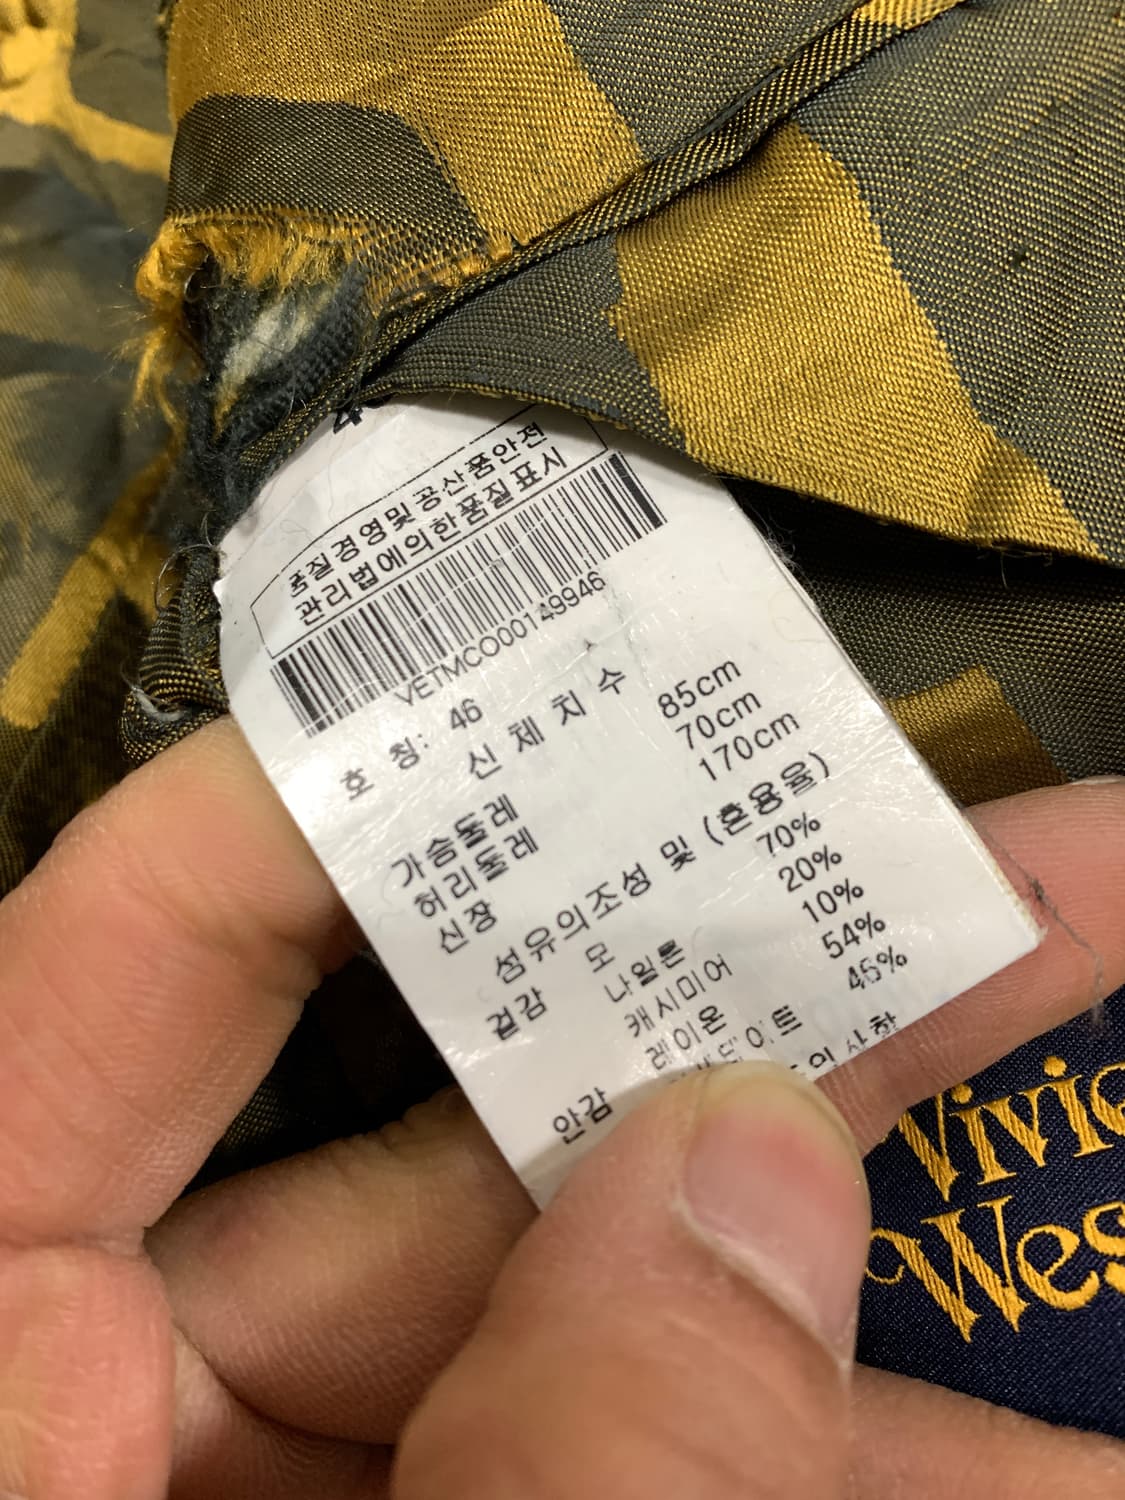 품질경영및공산품안전
관리법에의한품질표시
VETMCO00149946
호 칭: 46
신 체 치 수
가슴둘레 85cm
허리둘레 70cm
신장 170cm
섬유의조성 및 (혼용율)
겉감 모 70%
나일론 20%
캐시미어 10%
안감 레이온 54%
46%
Vivie
Wes